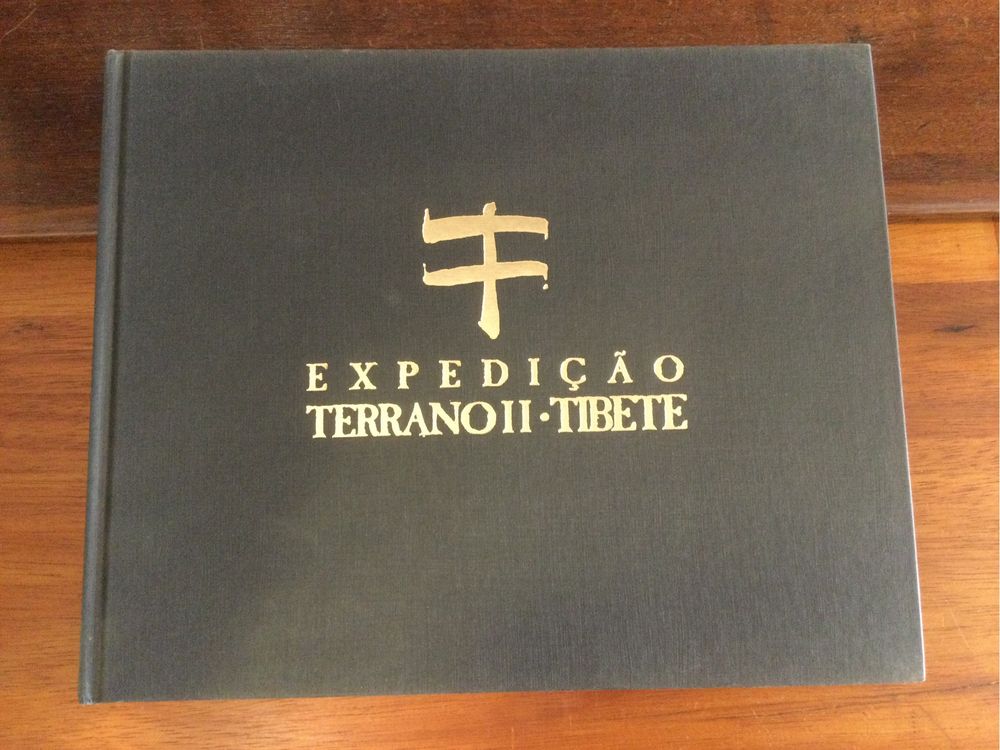 EXPEDIÇÃO
TERRANO II · TIBETE